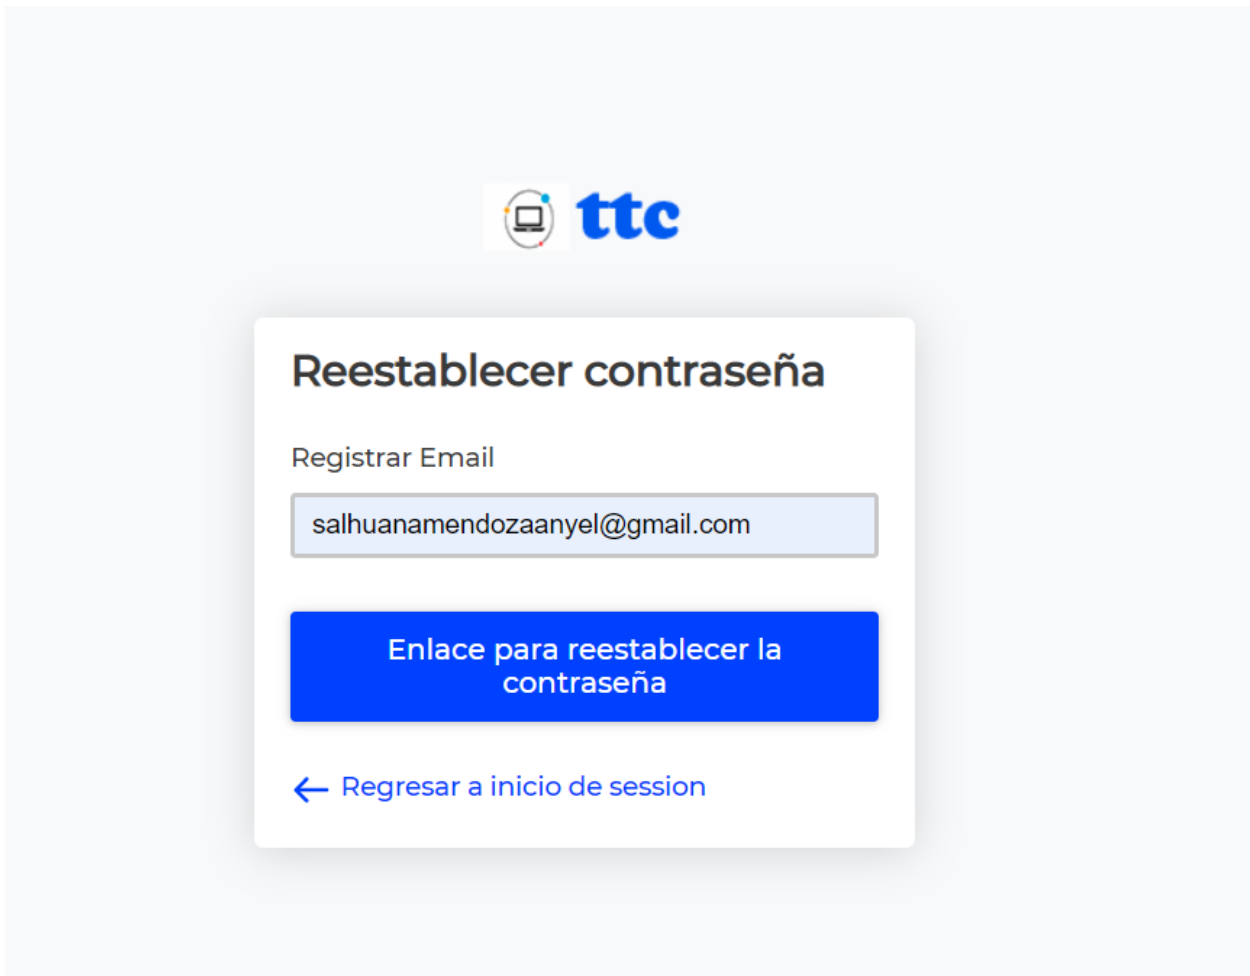 ttc
Reestablecer contraseña
Registrar Email
salhuanamendozaanyel@gmail.com
Enlace para reestablecer la
contraseña
Regresar a inicio de session